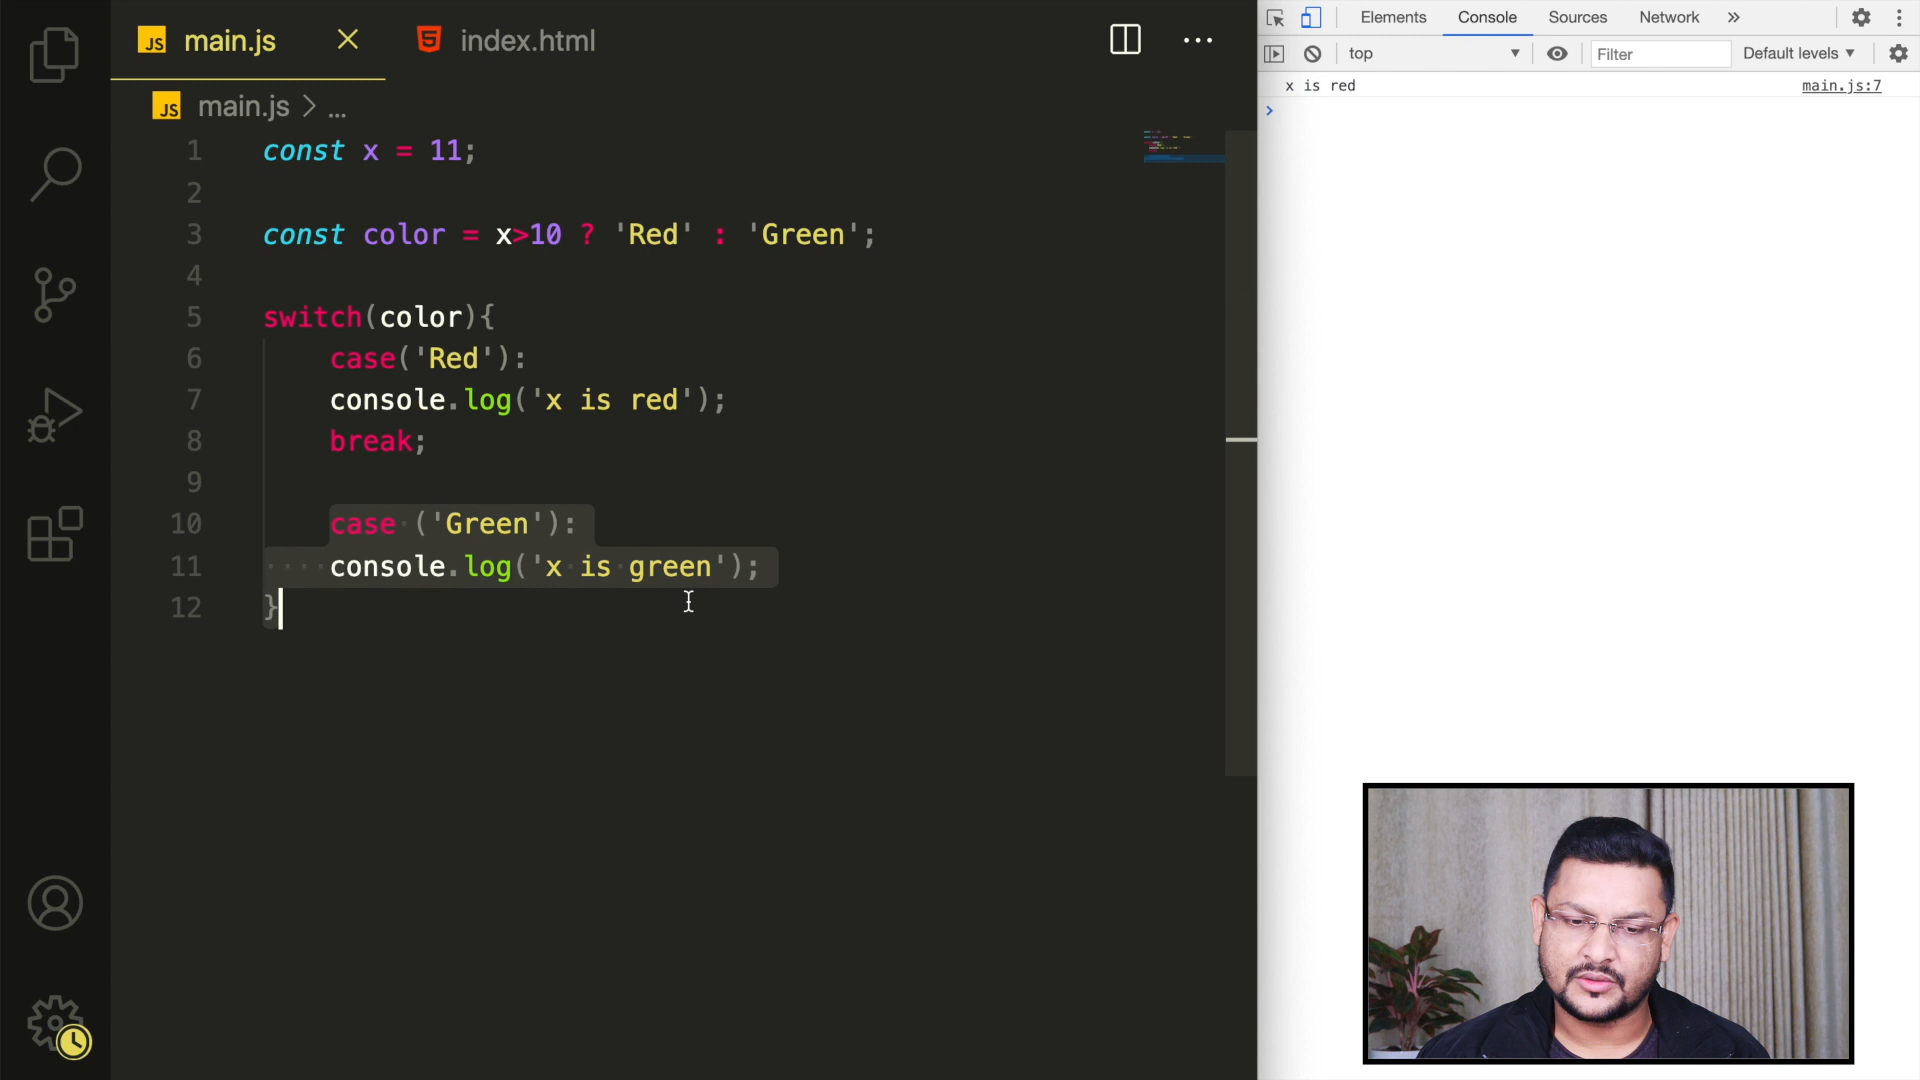 JS main.js index.html
JS main.js > ...
1 const x = 11;
2
3 const color = x>10 ? 'Red' : 'Green';
4
5 switch(color){
6 case('Red'):
7 console.log('x is red');
8 break;
9
10 case ('Green'):
11 console.log('x is green');
12 }
Elements Console Sources Network »
top Filter Default levels
x is red main.js:7